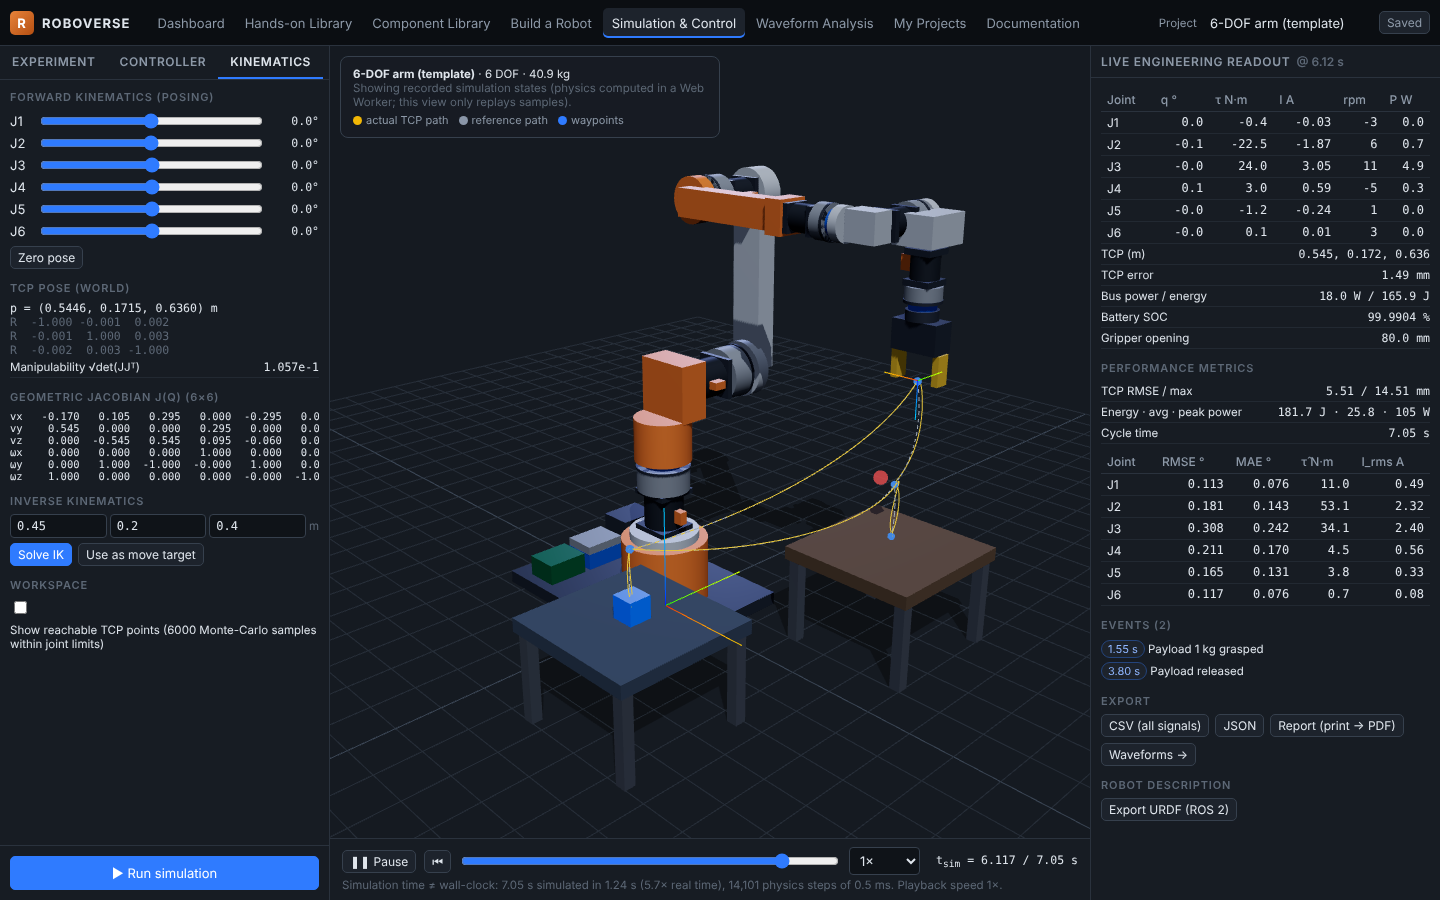 R ROBOVERSE Dashboard Hands-on Library Component Library Build a Robot Simulation & Control Waveform Analysis My Projects Documentation Project 6-DOF arm (template) Saved
EXPERIMENT CONTROLLER KINEMATICS
FORWARD KINEMATICS (POSING)
J1 0.0°
J2 0.0°
J3 0.0°
J4 0.0°
J5 0.0°
J6 0.0°
Zero pose
TCP POSE (WORLD)
p = (0.5446, 0.1715, 0.6360) m
R -1.000 -0.001 0.002
R -0.001 1.000 0.003
R -0.002 0.003 -1.000
Manipulability √det(JJᵀ) 1.057e-1
GEOMETRIC JACOBIAN J(Q) (6×6)
vx -0.170 0.105 0.295 0.000 -0.295 0.0
vy 0.545 0.000 0.000 0.295 0.000 0.0
vz 0.000 -0.545 0.545 0.095 -0.060 0.0
ωx 0.000 0.000 0.000 1.000 0.000 0.0
ωy 0.000 1.000 -1.000 -0.000 1.000 0.0
ωz 1.000 0.000 0.000 0.000 -0.000 -1.0
INVERSE KINEMATICS
0.45 0.2 0.4 m
Solve IK Use as move target
WORKSPACE
Show reachable TCP points (6000 Monte-Carlo samples
within joint limits)
▶ Run simulation
6-DOF arm (template) · 6 DOF · 40.9 kg
Showing recorded simulation states (physics computed in a Web
Worker; this view only replays samples).
actual TCP path reference path waypoints
❚❚ Pause ⏮ 1× tsim = 6.117 / 7.05 s
Simulation time ≠ wall-clock: 7.05 s simulated in 1.24 s (5.7× real time), 14,101 physics steps of 0.5 ms. Playback speed 1×.
LIVE ENGINEERING READOUT @ 6.12 s
Joint q ° τ N·m I A rpm P W
J1 0.0 -0.4 -0.03 -3 0.0
J2 -0.1 -22.5 -1.87 6 0.7
J3 -0.0 24.0 3.05 11 4.9
J4 0.1 3.0 0.59 -5 0.3
J5 -0.0 -1.2 -0.24 1 0.0
J6 -0.0 0.1 0.01 3 0.0
TCP (m) 0.545, 0.172, 0.636
TCP error 1.49 mm
Bus power / energy 18.0 W / 165.9 J
Battery SOC 99.9904 %
Gripper opening 80.0 mm
PERFORMANCE METRICS
TCP RMSE / max 5.51 / 14.51 mm
Energy · avg · peak power 181.7 J · 25.8 · 105 W
Cycle time 7.05 s
Joint RMSE ° MAE ° τ̂ N·m I_rms A
J1 0.113 0.076 11.0 0.49
J2 0.181 0.143 53.1 2.32
J3 0.308 0.242 34.1 2.40
J4 0.211 0.170 4.5 0.56
J5 0.165 0.131 3.8 0.33
J6 0.117 0.076 0.7 0.08
EVENTS (2)
1.55 s Payload 1 kg grasped
3.80 s Payload released
EXPORT
CSV (all signals) JSON Report (print → PDF)
Waveforms →
ROBOT DESCRIPTION
Export URDF (ROS 2)